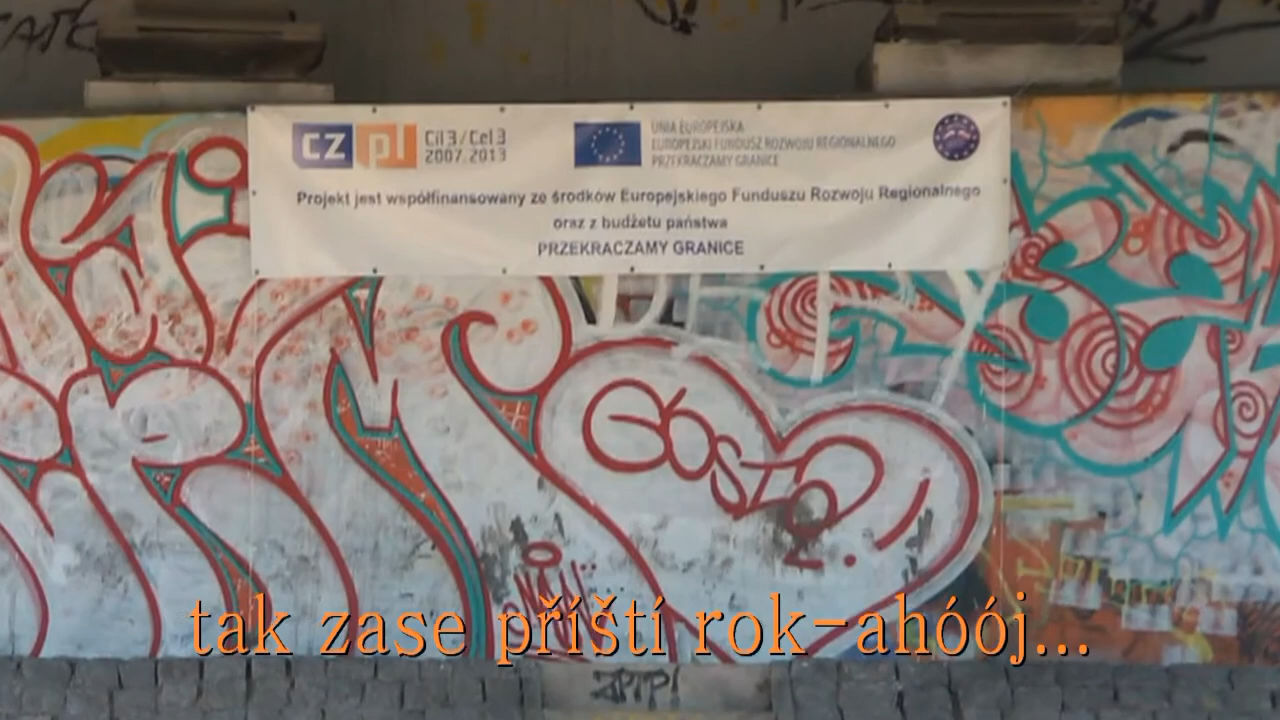 cz pl Cíl 3 / Cel 3
2007.2013
UNIA EUROPEJSKA
EUROPEJSKI FUNDUSZ ROZWOJU REGIONALNEGO
PRZEKRACZAMY GRANICE
Projekt jest współfinansowany ze środków Europejskiego Funduszu Rozwoju Regionalnego
oraz z budżetu państwa
PRZEKRACZAMY GRANICE
tak zase příští rok-ahóój...